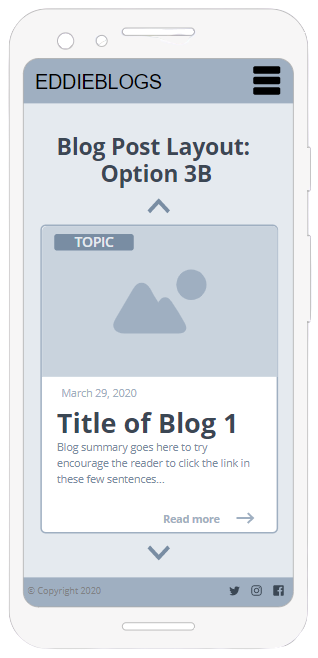 EDDIEBLOGS
Blog Post Layout:
Option 3B
TOPIC
March 29, 2020
Title of Blog 1
Blog summary goes here to try
encourage the reader to click the link in
these few sentences...
Read more
© Copyright 2020